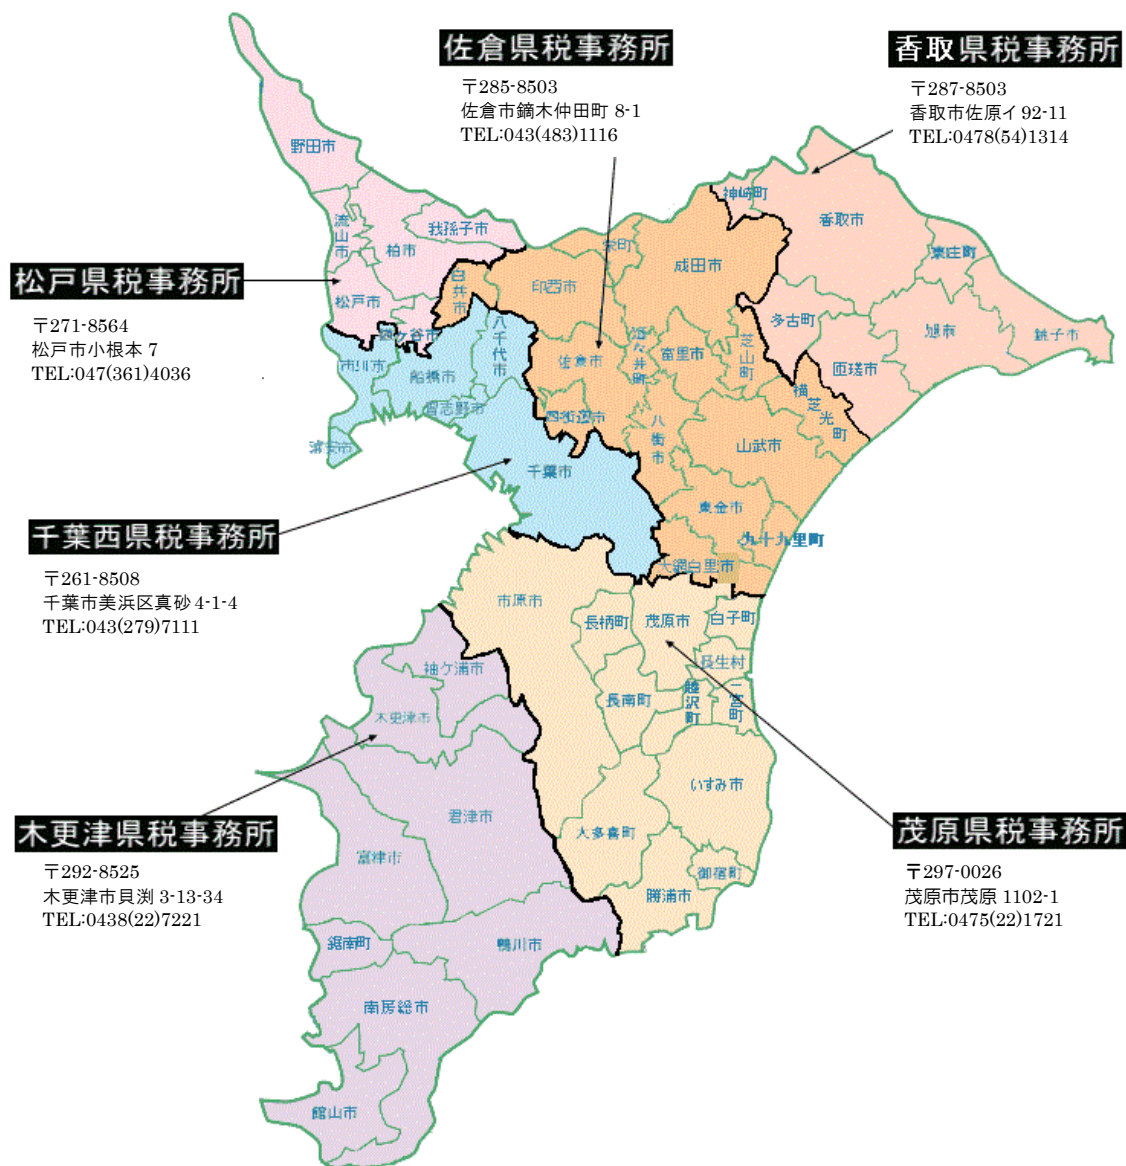 佐倉県税事務所
〒285-8503
佐倉市鏑木仲田町 8-1
TEL:043(483)1116
香取県税事務所
〒287-8503
香取市佐原イ 92-11
TEL:0478(54)1314
野田市
流山市
柏市
我孫子市
松戸県税事務所
〒271-8564
松戸市小根本 7
TEL:047(361)4036
松戸市
鎌ヶ谷市
白井市
印西市
栄町
成田市
神崎町
香取市
東庄町
多古町
旭市
銚子市
匝瑳市
横芝光町
市川市
船橋市
八千代市
習志野市
浦安市
佐倉市
酒々井町
富里市
芝山町
四街道市
八街市
山武市
千葉市
東金市
九十九里町
大網白里市
千葉西県税事務所
〒261-8508
千葉市美浜区真砂 4-1-4
TEL:043(279)7111
市原市
長柄町
茂原市
白子町
長生村
長南町
睦沢町
一宮町
袖ケ浦市
木更津市
いすみ市
大多喜町
御宿町
勝浦市
君津市
富津市
木更津県税事務所
〒292-8525
木更津市貝渕 3-13-34
TEL:0438(22)7221
茂原県税事務所
〒297-0026
茂原市茂原 1102-1
TEL:0475(22)1721
鋸南町
鴨川市
南房総市
館山市